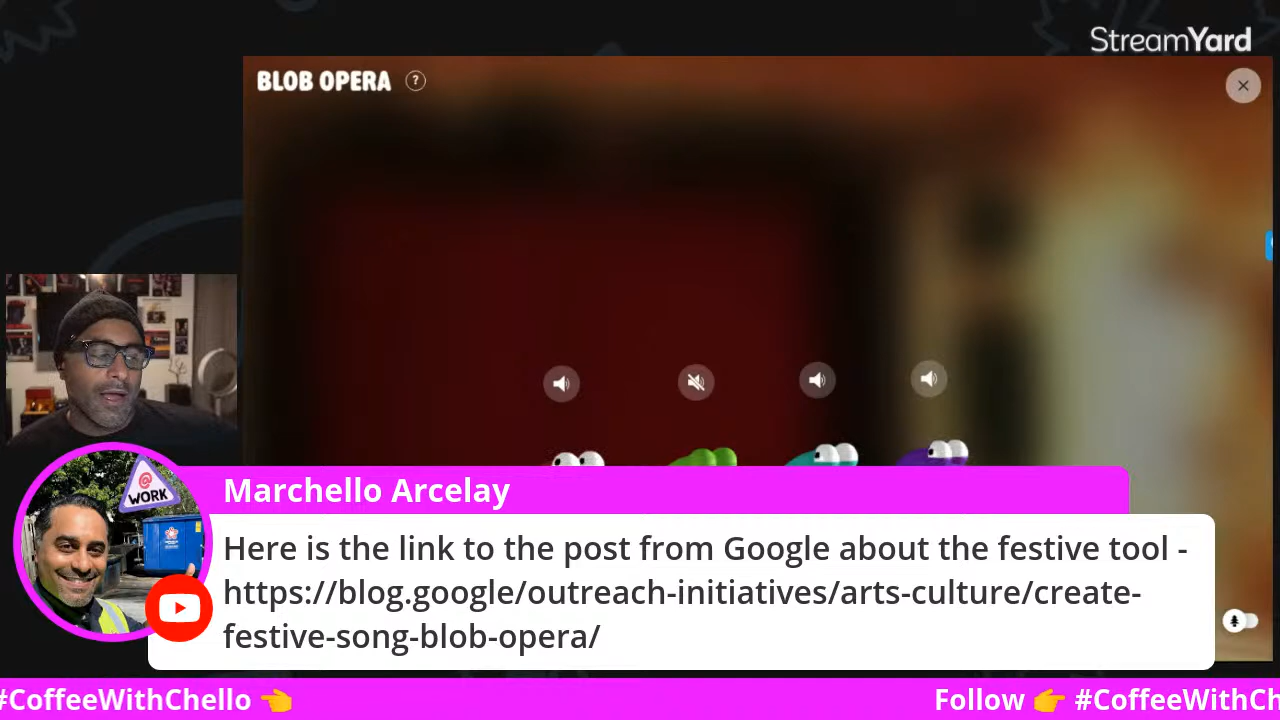 StreamYard
BLOB OPERA ?
@
WORK
Marchello Arcelay
Here is the link to the post from Google about the festive tool -
https://blog.google/outreach-initiatives/arts-culture/create-
festive-song-blob-opera/
#CoffeeWithChello 👈
Follow 👉 #CoffeeWithCh